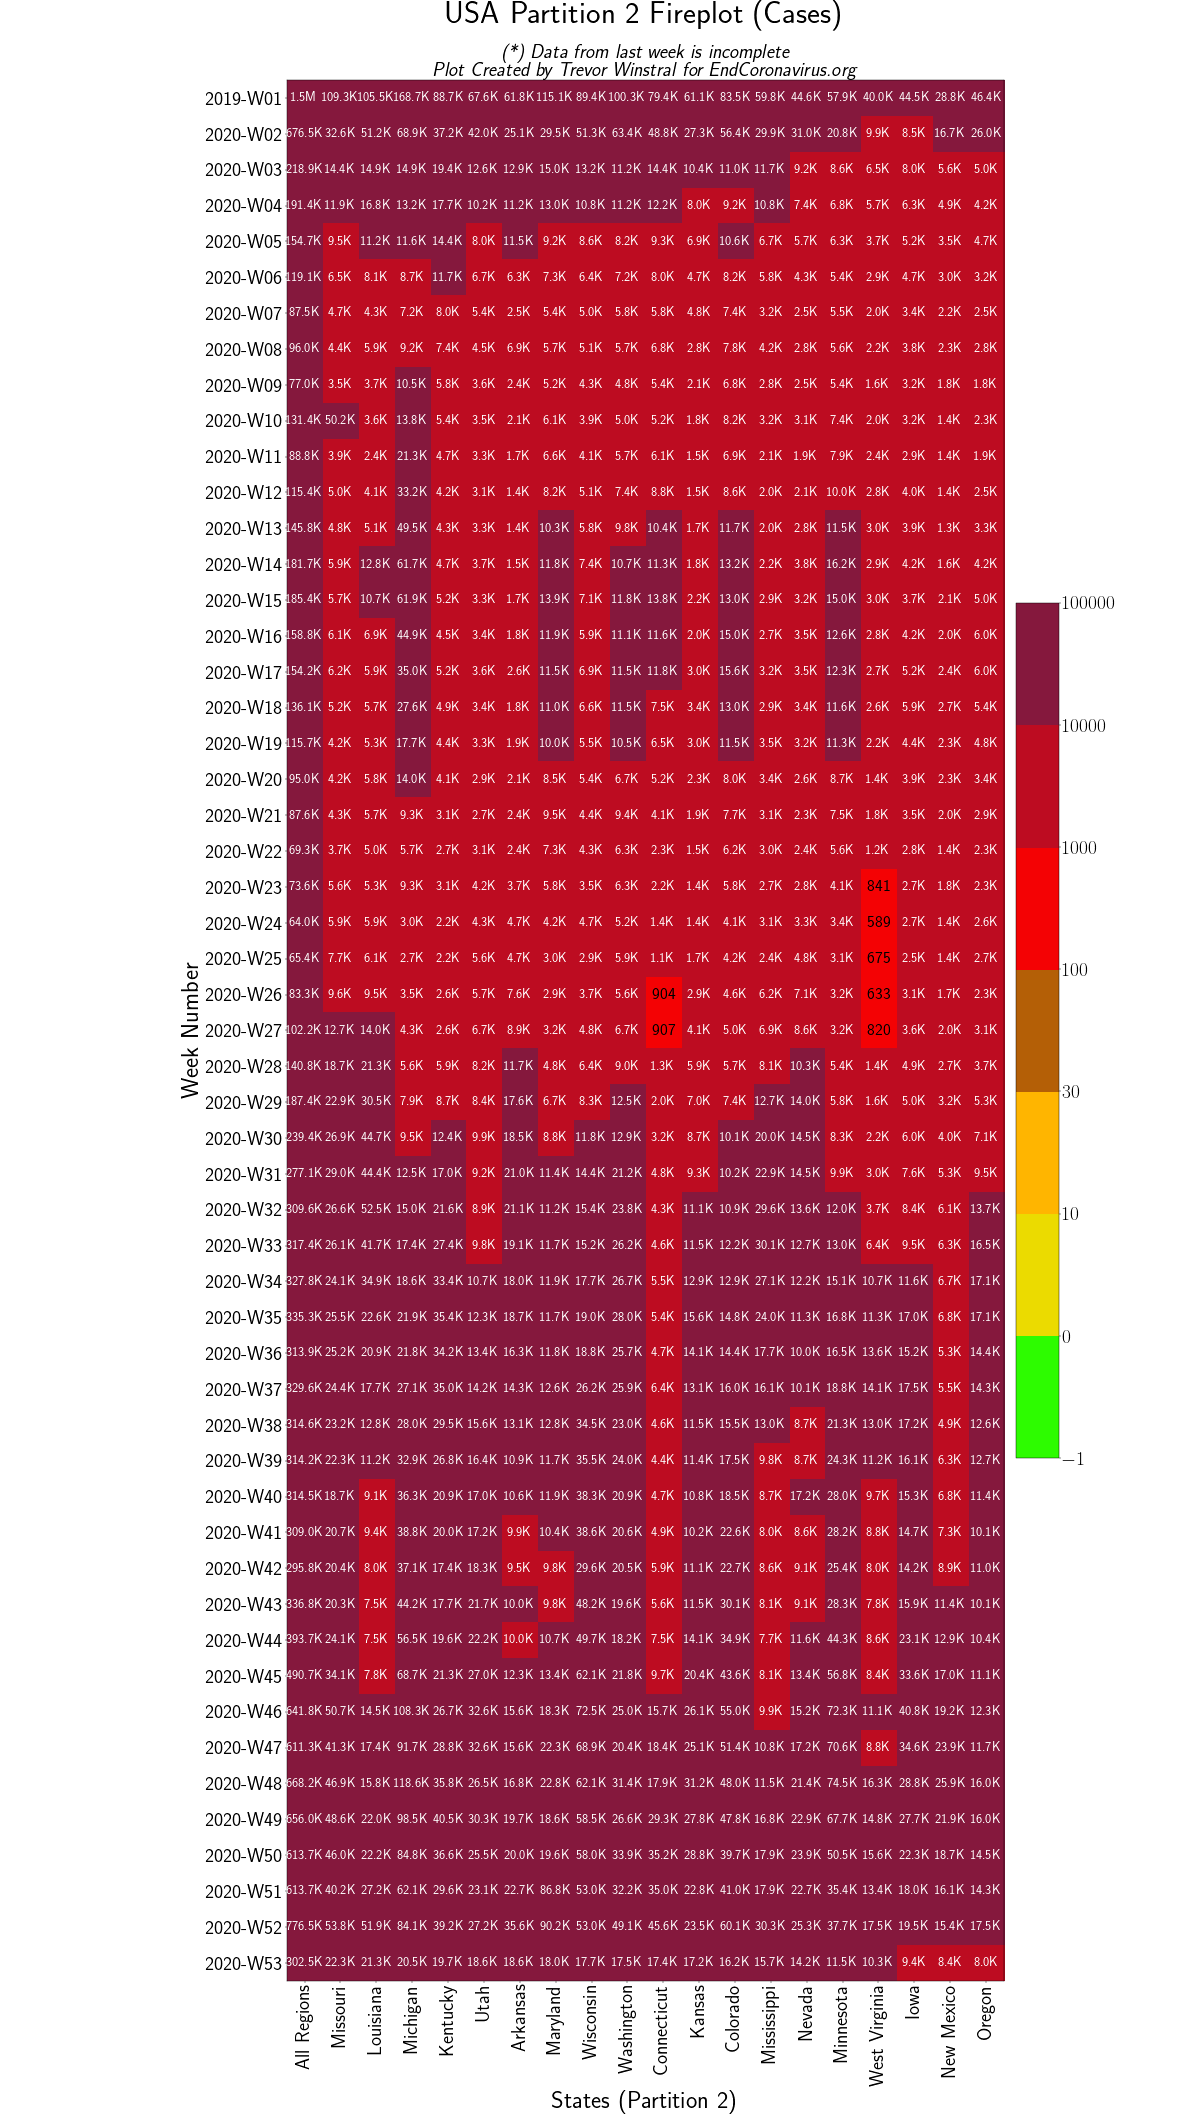 USA Partition 2 Fireplot (Cases)
(*) Data from last week is incomplete
Plot Created by Trevor Winstral for EndCoronavirus.org
2019-W01 1.5M 109.3K 105.5K 168.7K 88.7K 67.6K 61.8K 115.1K 89.4K 100.3K 79.4K 61.1K 83.5K 59.8K 44.6K 57.9K 40.0K 44.5K 28.8K 46.4K
2020-W02 676.5K 32.6K 51.2K 68.9K 37.2K 42.0K 25.1K 29.5K 51.3K 63.4K 48.8K 27.3K 56.4K 29.9K 31.0K 20.8K 9.9K 8.5K 16.7K 26.0K
2020-W03 218.9K 14.4K 14.9K 14.9K 19.4K 12.6K 12.9K 15.0K 13.2K 11.2K 14.4K 10.4K 11.0K 11.7K 9.2K 8.6K 6.5K 8.0K 5.6K 5.0K
2020-W04 191.4K 11.9K 16.8K 13.2K 17.7K 10.2K 11.2K 13.0K 10.8K 11.2K 12.2K 8.0K 9.2K 10.8K 7.4K 6.8K 5.7K 6.3K 4.9K 4.2K
2020-W05 154.7K 9.5K 11.2K 11.6K 14.4K 8.0K 11.5K 9.2K 8.6K 8.2K 9.3K 6.9K 10.6K 6.7K 5.7K 6.3K 3.7K 5.2K 3.5K 4.7K
2020-W06 119.1K 6.5K 8.1K 8.7K 11.7K 6.7K 6.3K 7.3K 6.4K 7.2K 8.0K 4.7K 8.2K 5.8K 4.3K 5.4K 2.9K 4.7K 3.0K 3.2K
2020-W07 87.5K 4.7K 4.3K 7.2K 8.0K 5.4K 2.5K 5.4K 5.0K 5.8K 5.8K 4.8K 7.4K 3.2K 2.5K 5.5K 2.0K 3.4K 2.2K 2.5K
2020-W08 96.0K 4.4K 5.9K 9.2K 7.4K 4.5K 6.9K 5.7K 5.1K 5.7K 6.8K 2.8K 7.8K 4.2K 2.8K 5.6K 2.2K 3.8K 2.3K 2.8K
2020-W09 77.0K 3.5K 3.7K 10.5K 5.8K 3.6K 2.4K 5.2K 4.3K 4.8K 5.4K 2.1K 6.8K 2.8K 2.5K 5.4K 1.6K 3.2K 1.8K 1.8K
2020-W10 131.4K 50.2K 3.6K 13.8K 5.4K 3.5K 2.1K 6.1K 3.9K 5.0K 5.2K 1.8K 8.2K 3.2K 3.1K 7.4K 2.0K 3.2K 1.4K 2.3K
2020-W11 88.8K 3.9K 2.4K 21.3K 4.7K 3.3K 1.7K 6.6K 4.1K 5.7K 6.1K 1.5K 6.9K 2.1K 1.9K 7.9K 2.4K 2.9K 1.4K 1.9K
2020-W12 115.4K 5.0K 4.1K 33.2K 4.2K 3.1K 1.4K 8.2K 5.1K 7.4K 8.8K 1.5K 8.6K 2.0K 2.1K 10.0K 2.8K 4.0K 1.4K 2.5K
2020-W13 145.8K 4.8K 5.1K 49.5K 4.3K 3.3K 1.4K 10.3K 5.8K 9.8K 10.4K 1.7K 11.7K 2.0K 2.8K 11.5K 3.0K 3.9K 1.3K 3.3K
2020-W14 181.7K 5.9K 12.8K 61.7K 4.7K 3.7K 1.5K 11.8K 7.4K 10.7K 11.3K 1.8K 13.2K 2.2K 3.8K 16.2K 2.9K 4.2K 1.6K 4.2K
2020-W15 185.4K 5.7K 10.7K 61.9K 5.2K 3.3K 1.7K 13.9K 7.1K 11.8K 13.8K 2.2K 13.0K 2.9K 3.2K 15.0K 3.0K 3.7K 2.1K 5.0K
2020-W16 158.8K 6.1K 6.9K 44.9K 4.5K 3.4K 1.8K 11.9K 5.9K 11.1K 11.6K 2.0K 15.0K 2.7K 3.5K 12.6K 2.8K 4.2K 2.0K 6.0K
2020-W17 154.2K 6.2K 5.9K 35.0K 5.2K 3.6K 2.6K 11.5K 6.9K 11.5K 11.8K 3.0K 15.6K 3.2K 3.5K 12.3K 2.7K 5.2K 2.4K 6.0K
2020-W18 136.1K 5.2K 5.7K 27.6K 4.9K 3.4K 1.8K 11.0K 6.6K 11.5K 7.5K 3.4K 13.0K 2.9K 3.4K 11.6K 2.6K 5.9K 2.7K 5.4K
2020-W19 115.7K 4.2K 5.3K 17.7K 4.4K 3.3K 1.9K 10.0K 5.5K 10.5K 6.5K 3.0K 11.5K 3.5K 3.2K 11.3K 2.2K 4.4K 2.3K 4.8K
2020-W20 95.0K 4.2K 5.8K 14.0K 4.1K 2.9K 2.1K 8.5K 5.4K 6.7K 5.2K 2.3K 8.0K 3.4K 2.6K 8.7K 1.4K 3.9K 2.3K 3.4K
2020-W21 87.6K 4.3K 5.7K 9.3K 3.1K 2.7K 2.4K 9.5K 4.4K 9.4K 4.1K 1.9K 7.7K 3.1K 2.3K 7.5K 1.8K 3.5K 2.0K 2.9K
2020-W22 69.3K 3.7K 5.0K 5.7K 2.7K 3.1K 2.4K 7.3K 4.3K 6.3K 2.3K 1.5K 6.2K 3.0K 2.4K 5.6K 1.2K 2.8K 1.4K 2.3K
2020-W23 73.6K 5.6K 5.3K 9.3K 3.1K 4.2K 3.7K 5.8K 3.5K 6.3K 2.2K 1.4K 5.8K 2.7K 2.8K 4.1K 841 2.7K 1.8K 2.3K
2020-W24 64.0K 5.9K 5.9K 3.0K 2.2K 4.3K 4.7K 4.2K 4.7K 5.2K 1.4K 1.4K 4.1K 3.1K 3.3K 3.4K 589 2.7K 1.4K 2.6K
2020-W25 65.4K 7.7K 6.1K 2.7K 2.2K 5.6K 4.7K 3.0K 2.9K 5.9K 1.1K 1.7K 4.2K 2.4K 4.8K 3.1K 675 2.5K 1.4K 2.7K
2020-W26 83.3K 9.6K 9.5K 3.5K 2.6K 5.7K 7.6K 2.9K 3.7K 5.6K 904 2.9K 4.6K 6.2K 7.1K 3.2K 633 3.1K 1.7K 2.3K
2020-W27 102.2K 12.7K 14.0K 4.3K 2.6K 6.7K 8.9K 3.2K 4.8K 6.7K 907 4.1K 5.0K 6.9K 8.6K 3.2K 820 3.6K 2.0K 3.1K
2020-W28 140.8K 18.7K 21.3K 5.6K 5.9K 8.2K 11.7K 4.8K 6.4K 9.0K 1.3K 5.9K 5.7K 8.1K 10.3K 5.4K 1.4K 4.9K 2.7K 3.7K
2020-W29 187.4K 22.9K 30.5K 7.9K 8.7K 8.4K 17.6K 6.7K 8.3K 12.5K 2.0K 7.0K 7.4K 12.7K 14.0K 5.8K 1.6K 5.0K 3.2K 5.3K
2020-W30 239.4K 26.9K 44.7K 9.5K 12.4K 9.9K 18.5K 8.8K 11.8K 12.9K 3.2K 8.7K 10.1K 20.0K 14.5K 8.3K 2.2K 6.0K 4.0K 7.1K
2020-W31 277.1K 29.0K 44.4K 12.5K 17.0K 9.2K 21.0K 11.4K 14.4K 21.2K 4.8K 9.3K 10.2K 22.9K 14.5K 9.9K 3.0K 7.6K 5.3K 9.5K
2020-W32 309.6K 26.6K 52.5K 15.0K 21.6K 8.9K 21.1K 11.2K 15.4K 23.8K 4.3K 11.1K 10.9K 29.6K 13.6K 12.0K 3.7K 8.4K 6.1K 13.7K
2020-W33 317.4K 26.1K 41.7K 17.4K 27.4K 9.8K 19.1K 11.7K 15.2K 26.2K 4.6K 11.5K 12.2K 30.1K 12.7K 13.0K 6.4K 9.5K 6.3K 16.5K
2020-W34 327.8K 24.1K 34.9K 18.6K 33.4K 10.7K 18.0K 11.9K 17.7K 26.7K 5.5K 12.9K 12.9K 27.1K 12.2K 15.1K 10.7K 11.6K 6.7K 17.1K
2020-W35 335.3K 25.5K 22.6K 21.9K 35.4K 12.3K 18.7K 11.7K 19.0K 28.0K 5.4K 15.6K 14.8K 24.0K 11.3K 16.8K 11.3K 17.0K 6.8K 17.1K
2020-W36 313.9K 25.2K 20.9K 21.8K 34.2K 13.4K 16.3K 11.8K 18.8K 25.7K 4.7K 14.1K 14.4K 17.7K 10.0K 16.5K 13.6K 15.2K 5.3K 14.4K
2020-W37 329.6K 24.4K 17.7K 27.1K 35.0K 14.2K 14.3K 12.6K 26.2K 25.9K 6.4K 13.1K 16.0K 16.1K 10.1K 18.8K 14.1K 17.5K 5.5K 14.3K
2020-W38 314.6K 23.2K 12.8K 28.0K 29.5K 15.6K 13.1K 12.8K 34.5K 23.0K 4.6K 11.5K 15.5K 13.0K 8.7K 21.3K 13.0K 17.2K 4.9K 12.6K
2020-W39 314.2K 22.3K 11.2K 32.9K 26.8K 16.4K 10.9K 11.7K 35.5K 24.0K 4.4K 11.4K 17.5K 9.8K 8.7K 24.3K 11.2K 16.1K 6.3K 12.7K
2020-W40 314.5K 18.7K 9.1K 36.3K 20.9K 17.0K 10.6K 11.9K 38.3K 20.9K 4.7K 10.8K 18.5K 8.7K 17.2K 28.0K 9.7K 15.3K 6.8K 11.4K
2020-W41 309.0K 20.7K 9.4K 38.8K 20.0K 17.2K 9.9K 10.4K 38.6K 20.6K 4.9K 10.2K 22.6K 8.0K 8.6K 28.2K 8.8K 14.7K 7.3K 10.1K
2020-W42 295.8K 20.4K 8.0K 37.1K 17.4K 18.3K 9.5K 9.8K 29.6K 20.5K 5.9K 11.1K 22.7K 8.6K 9.1K 25.4K 8.0K 14.2K 8.9K 11.0K
2020-W43 336.8K 20.3K 7.5K 44.2K 17.7K 21.7K 10.0K 9.8K 48.2K 19.6K 5.6K 11.5K 30.1K 8.1K 9.1K 28.3K 7.8K 15.9K 11.4K 10.1K
2020-W44 393.7K 24.1K 7.5K 56.5K 19.6K 22.2K 10.0K 10.7K 49.7K 18.2K 7.5K 14.1K 34.9K 7.7K 11.6K 44.3K 8.6K 23.1K 12.9K 10.4K
2020-W45 490.7K 34.1K 7.8K 68.7K 21.3K 27.0K 12.3K 13.4K 62.1K 21.8K 9.7K 20.4K 43.6K 8.1K 13.4K 56.8K 8.4K 33.6K 17.0K 11.1K
2020-W46 641.8K 50.7K 14.5K 108.3K 26.7K 32.6K 15.6K 18.3K 72.5K 25.0K 15.7K 26.1K 55.0K 9.9K 15.2K 72.3K 11.1K 40.8K 19.2K 12.3K
2020-W47 611.3K 41.3K 17.4K 91.7K 28.8K 32.6K 15.6K 22.3K 68.9K 20.4K 18.4K 25.1K 51.4K 10.8K 17.2K 70.6K 8.8K 34.6K 23.9K 11.7K
2020-W48 668.2K 46.9K 15.8K 118.6K 35.8K 26.5K 16.8K 22.8K 62.1K 31.4K 17.9K 31.2K 48.0K 11.5K 21.4K 74.5K 16.3K 28.8K 25.9K 16.0K
2020-W49 656.0K 48.6K 22.0K 98.5K 40.5K 30.3K 19.7K 18.6K 58.5K 26.6K 29.3K 27.8K 47.8K 16.8K 22.9K 67.7K 14.8K 27.7K 21.9K 16.0K
2020-W50 613.7K 46.0K 22.2K 84.8K 36.6K 25.5K 20.0K 19.6K 58.0K 33.9K 35.2K 28.8K 39.7K 17.9K 23.9K 50.5K 15.6K 22.3K 18.7K 14.5K
2020-W51 613.7K 40.2K 27.2K 62.1K 29.6K 23.1K 22.7K 86.8K 53.0K 32.2K 35.0K 22.8K 41.0K 17.9K 22.7K 35.4K 13.4K 18.0K 16.1K 14.3K
2020-W52 776.5K 53.8K 51.9K 84.1K 39.2K 27.2K 35.6K 90.2K 53.0K 49.1K 45.6K 23.5K 60.1K 30.3K 25.3K 37.7K 17.5K 19.5K 15.4K 17.5K
2020-W53 302.5K 22.3K 21.3K 20.5K 19.7K 18.6K 18.6K 18.0K 17.7K 17.5K 17.4K 17.2K 16.2K 15.7K 14.2K 11.5K 10.3K 9.4K 8.4K 8.0K
Week Number
All Regions Missouri Louisiana Michigan Kentucky Utah Arkansas Maryland Wisconsin Washington Connecticut Kansas Colorado Mississippi Nevada Minnesota West Virginia Iowa New Mexico Oregon
States (Partition 2)
100000
10000
1000
100
30
10
0
−1